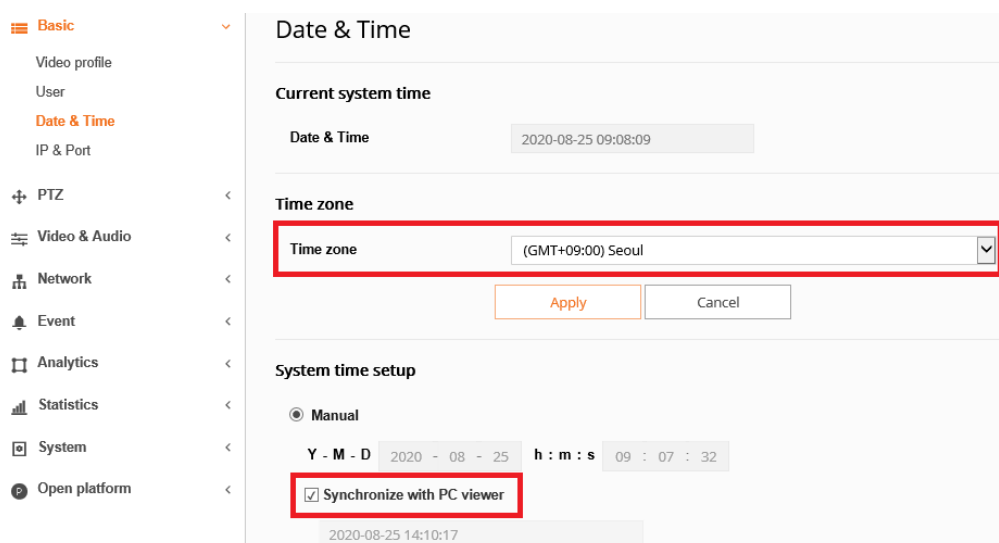 Basic
Video profile
User
Date & Time
IP & Port
PTZ
Video & Audio
Network
Event
Analytics
Statistics
System
P Open platform
Date & Time
Current system time
Date & Time 2020-08-25 09:08:09
Time zone
Time zone (GMT+09:00) Seoul
Apply Cancel
System time setup
Manual
Y - M - D 2020 - 08 - 25 h : m : s 09 : 07 : 32
Synchronize with PC viewer
2020-08-25 14:10:17